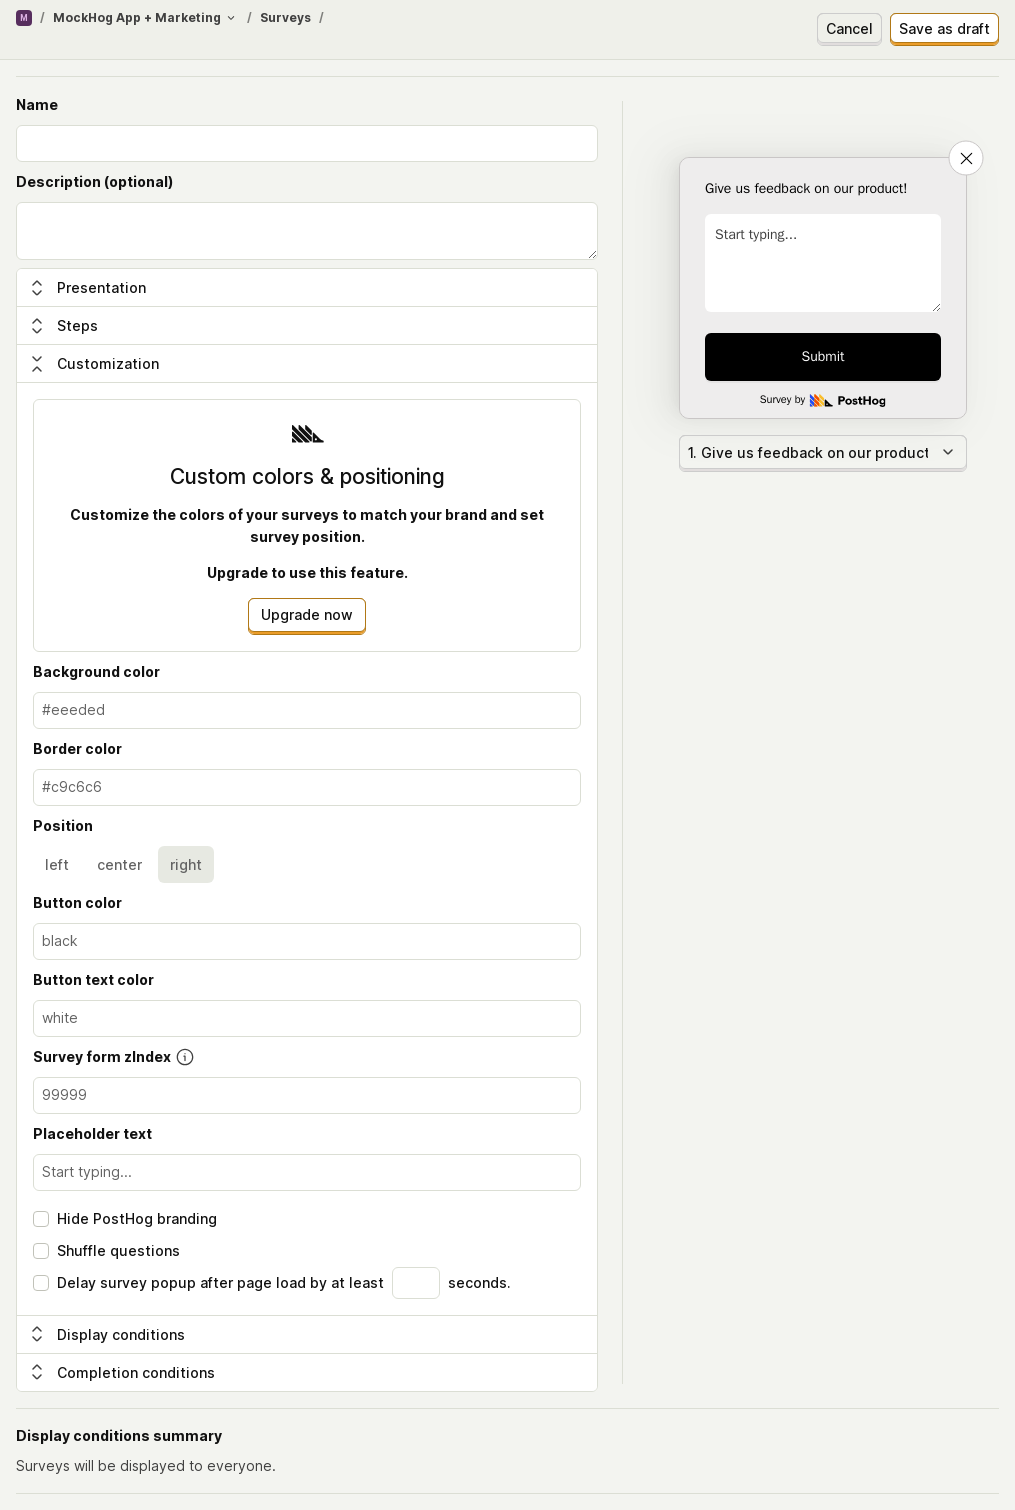 M / MockHog App + Marketing / Surveys /
Cancel
Save as draft
Name
Description (optional)
Presentation
Steps
Customization
Custom colors & positioning
Customize the colors of your surveys to match your brand and set
survey position.
Upgrade to use this feature.
Upgrade now
Background color
#eeeded
Border color
#c9c6c6
Position
left center right
Button color
black
Button text color
white
Survey form zIndex
99999
Placeholder text
Start typing...
Hide PostHog branding
Shuffle questions
Delay survey popup after page load by at least seconds.
Display conditions
Completion conditions
Give us feedback on our product!
Start typing...
Submit
Survey by PostHog
1. Give us feedback on our product
Display conditions summary
Surveys will be displayed to everyone.